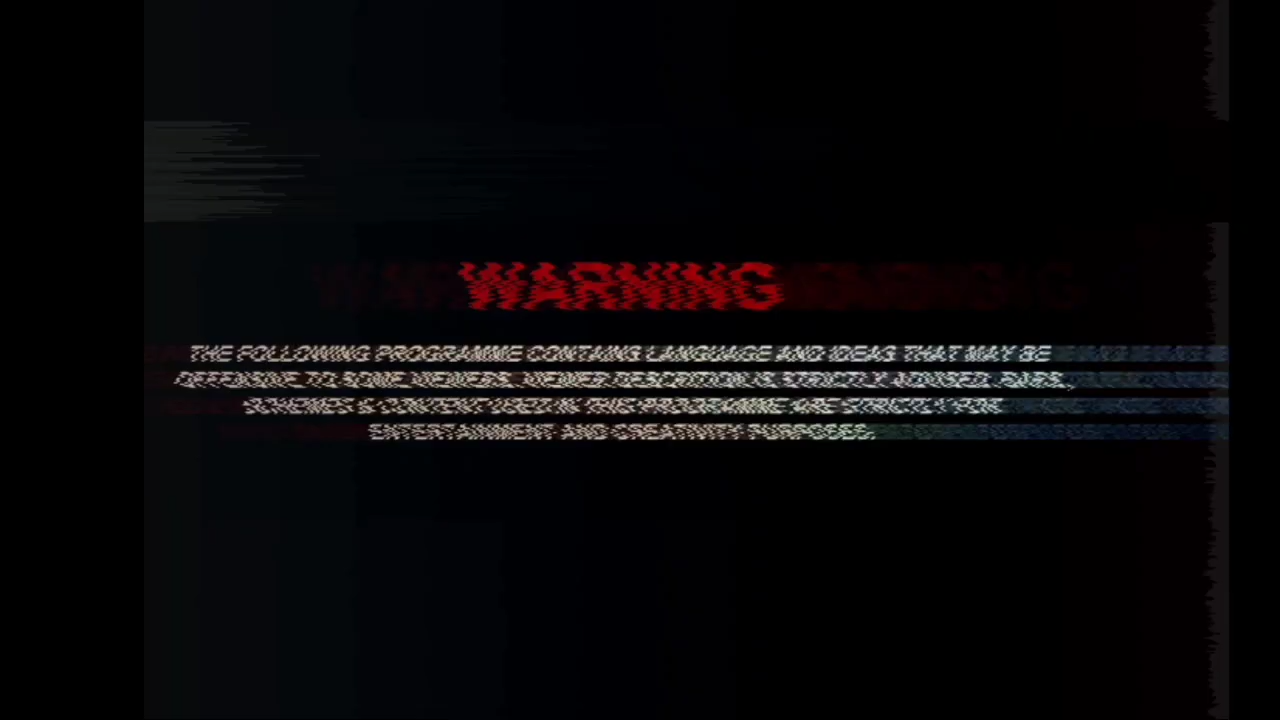 WARNING
THE FOLLOWING PROGRAMME CONTAINS LANGUAGE AND IDEAS THAT MAY BE
OFFENSIVE TO SOME VIEWERS. VIEWER DISCRETION IS STRICTLY ADVISED.
THEMES & CONTENT USED IN THIS PROGRAMME ARE STRICTLY FOR
ENTERTAINMENT AND CREATIVITY PURPOSES.